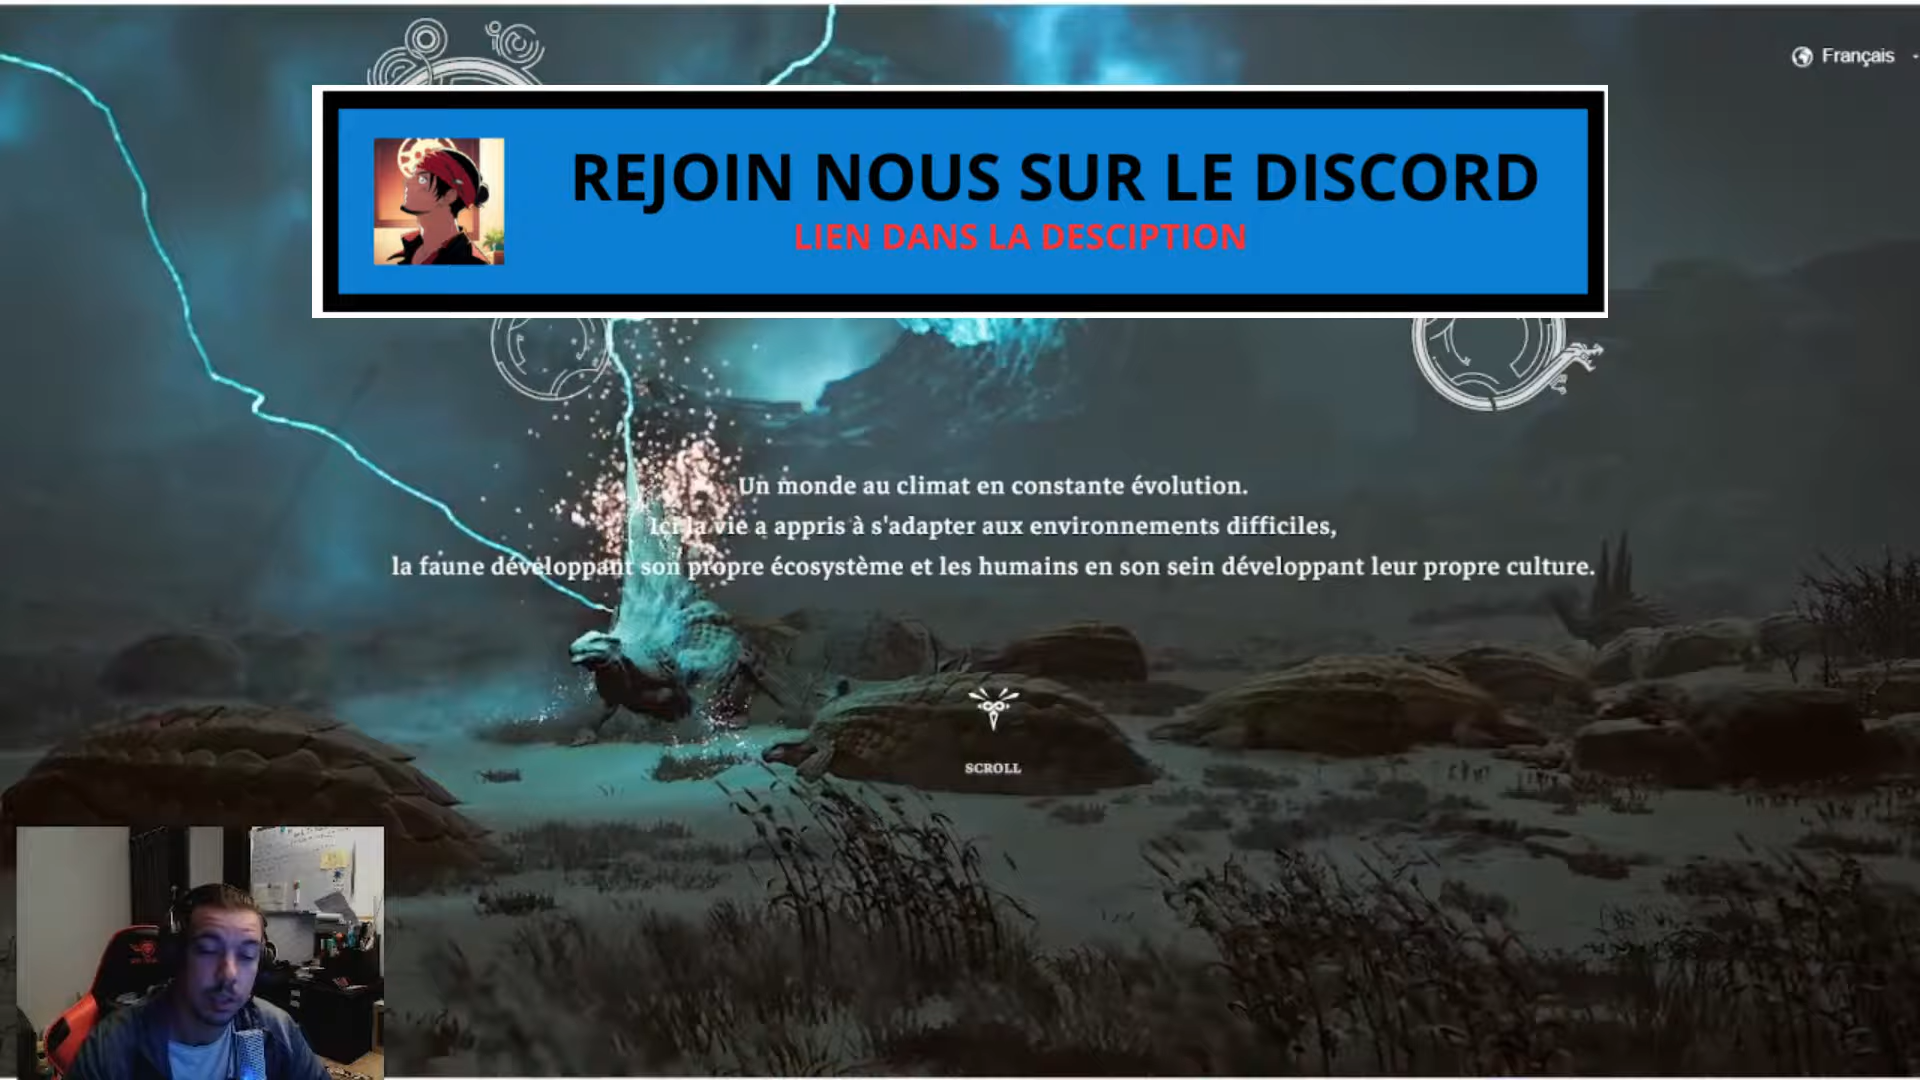 Français
REJOIN NOUS SUR LE DISCORD
LIEN DANS LA DESCIPTION
Un monde au climat en constante évolution.
Ici la vie a appris à s'adapter aux environnements difficiles,
la faune développant son propre écosystème et les humains en son sein développant leur propre culture.
SCROLL